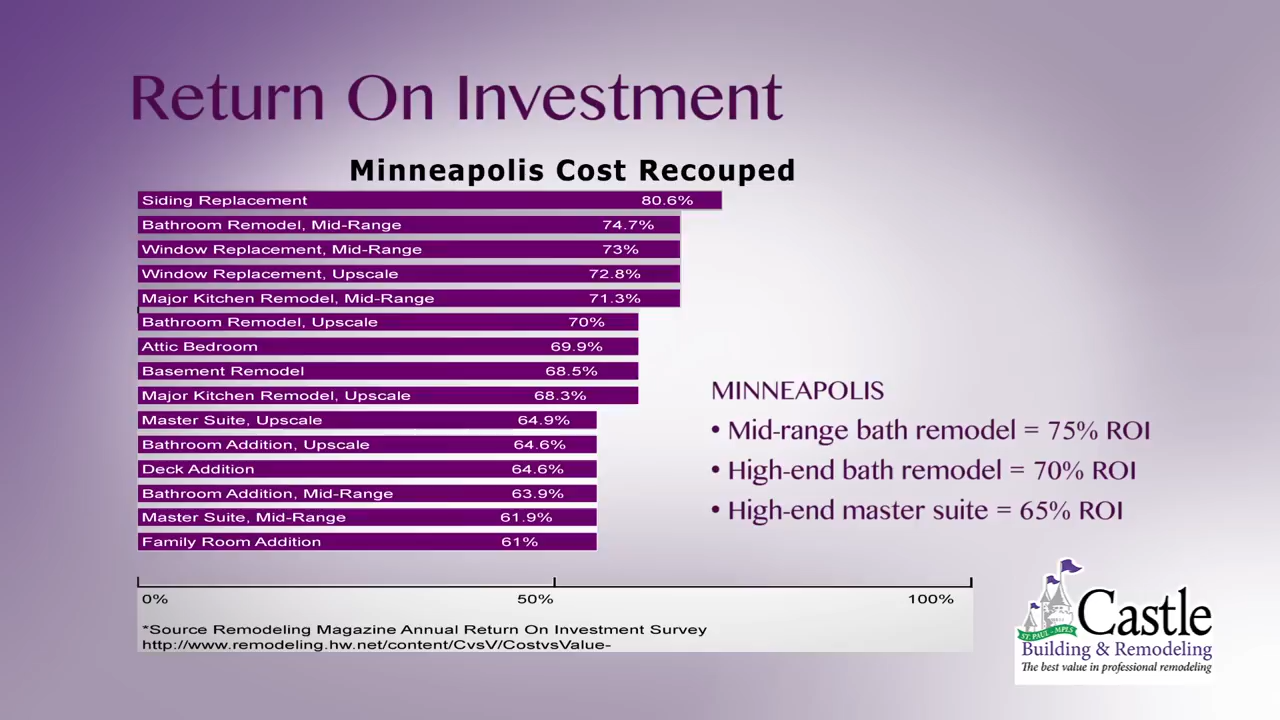 Return On Investment
Minneapolis Cost Recouped
Siding Replacement 80.6%
Bathroom Remodel, Mid-Range 74.7%
Window Replacement, Mid-Range 73%
Window Replacement, Upscale 72.8%
Major Kitchen Remodel, Mid-Range 71.3%
Bathroom Remodel, Upscale 70%
Attic Bedroom 69.9%
Basement Remodel 68.5%
Major Kitchen Remodel, Upscale 68.3%
Master Suite, Upscale 64.9%
Bathroom Addition, Upscale 64.6%
Deck Addition 64.6%
Bathroom Addition, Mid-Range 63.9%
Master Suite, Mid-Range 61.9%
Family Room Addition 61%
0% 50% 100%
*Source Remodeling Magazine Annual Return On Investment Survey
http://www.remodeling.hw.net/content/CvsV/CostvsValue-
MINNEAPOLIS
• Mid-range bath remodel = 75% ROI
• High-end bath remodel = 70% ROI
• High-end master suite = 65% ROI
ST. PAUL - MPLS
Castle
Building & Remodeling
The best value in professional remodeling